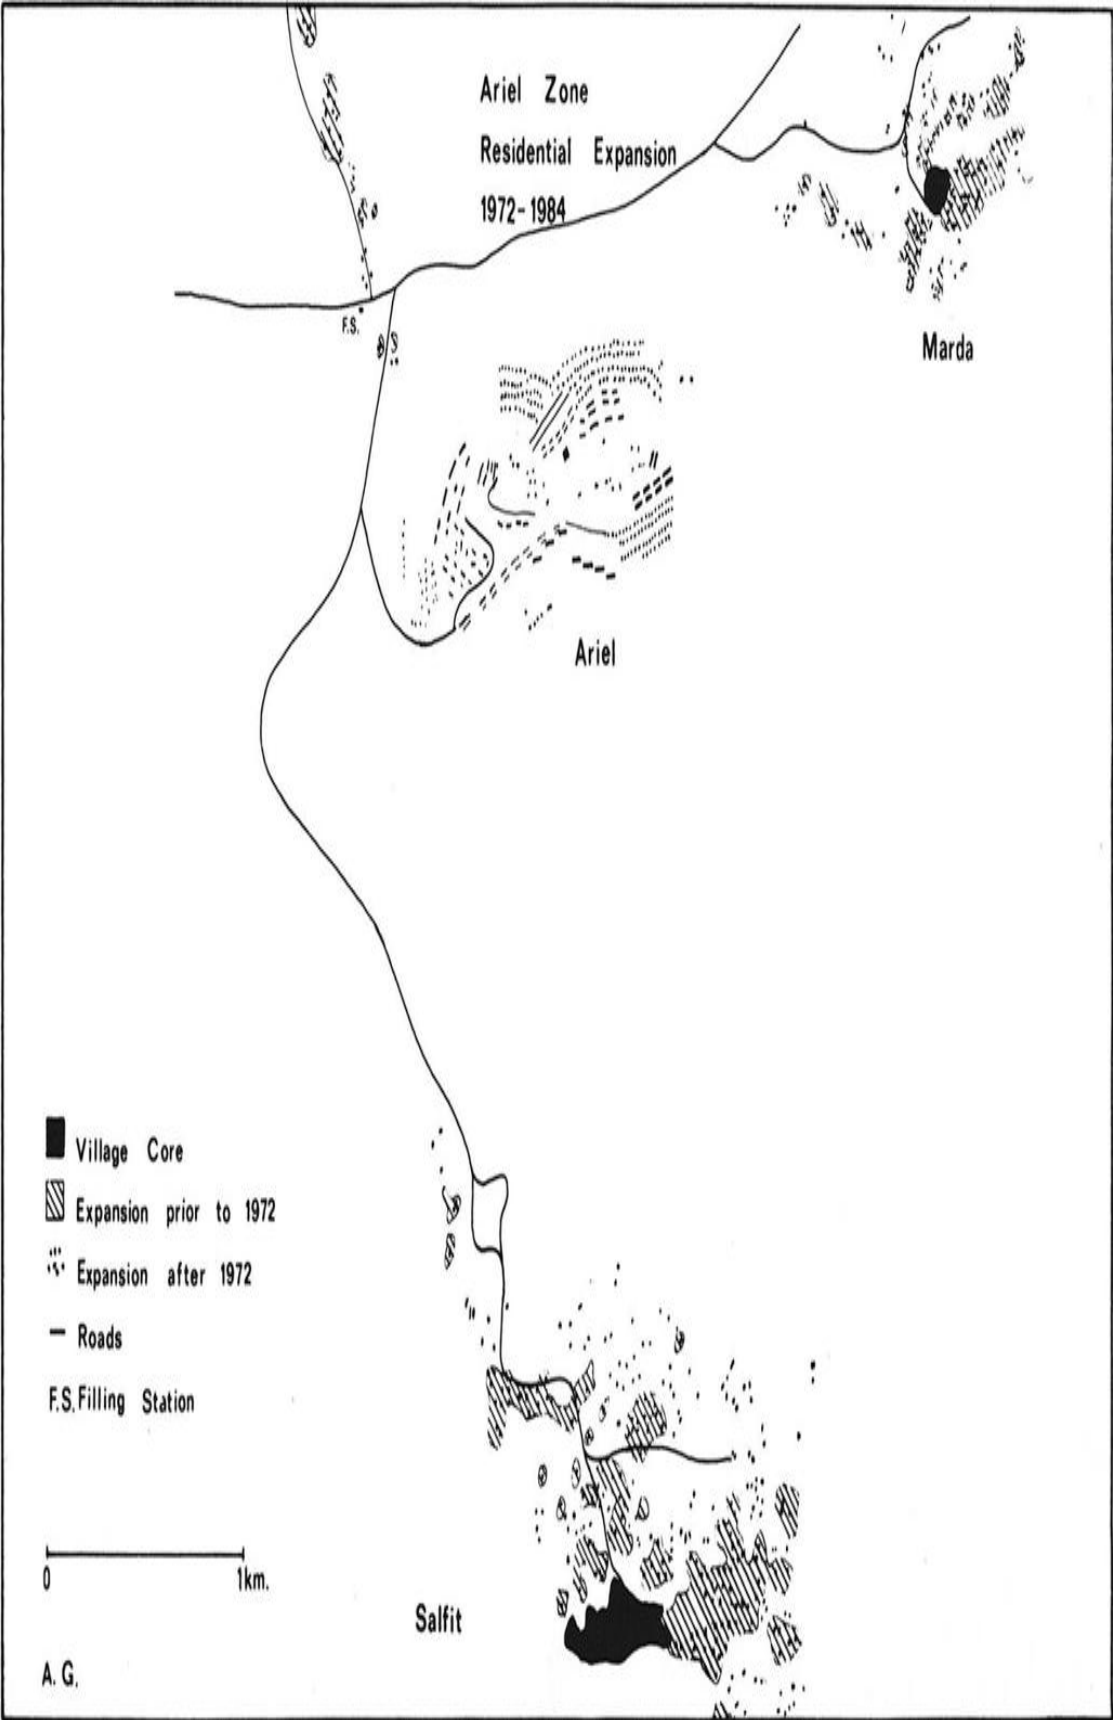 Ariel Zone
Residential Expansion
1972-1984
F.S.
Marda
Ariel
Village Core
Expansion prior to 1972
Expansion after 1972
Roads
F.S. Filling Station
0 1km.
Salfit
A. G.